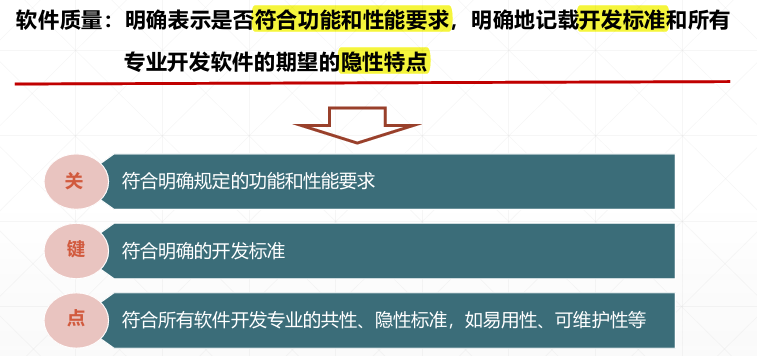 软件质量：明确表示是否符合功能和性能要求，明确地记载开发标准和所有
专业开发软件的期望的隐性特点
关 符合明确规定的功能和性能要求
键 符合明确的开发标准
点 符合所有软件开发专业的共性、隐性标准，如易用性、可维护性等